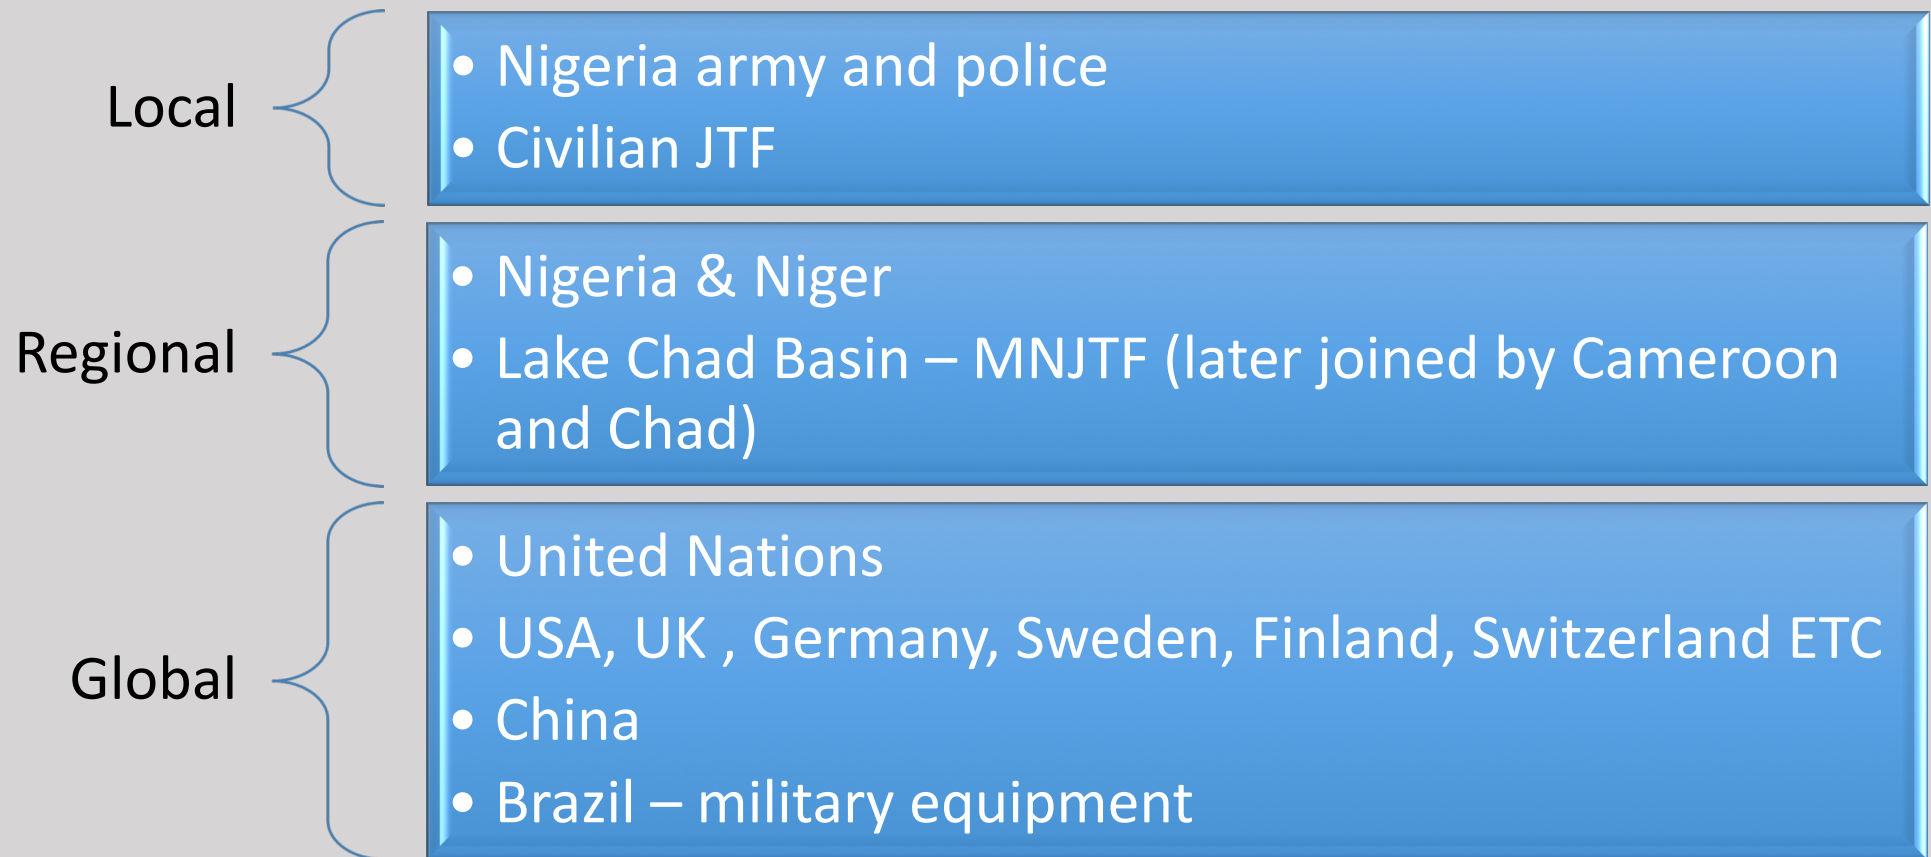 Local
• Nigeria army and police
• Civilian JTF
Regional
• Nigeria & Niger
• Lake Chad Basin – MNJTF (later joined by Cameroon
and Chad)
Global
• United Nations
• USA, UK , Germany, Sweden, Finland, Switzerland ETC
• China
• Brazil – military equipment